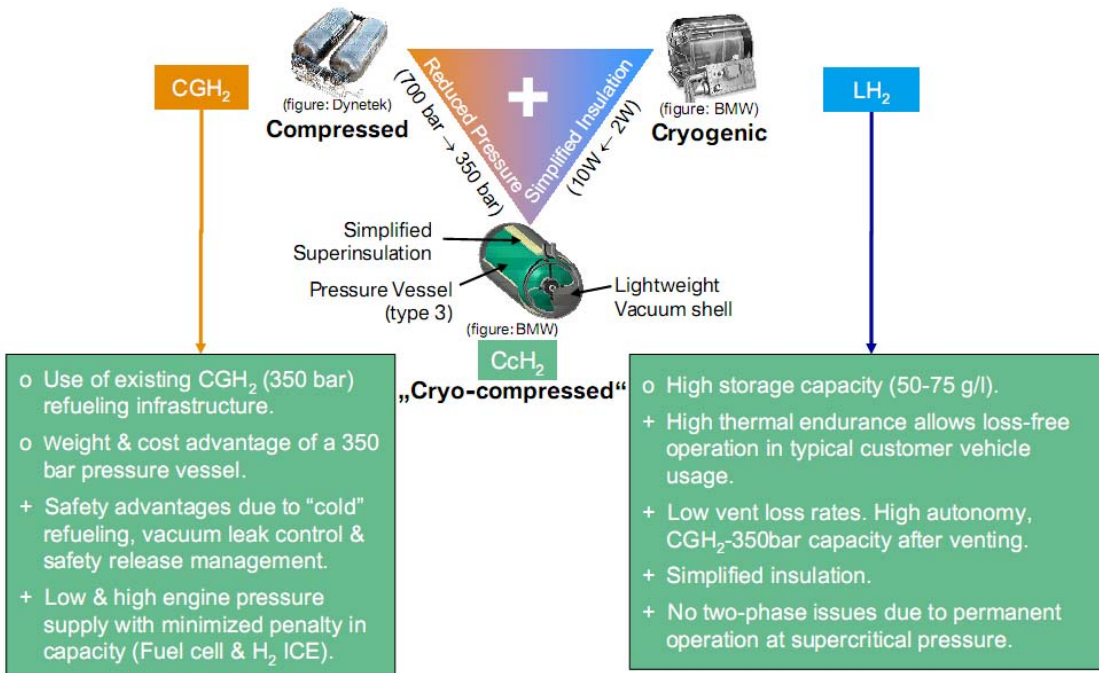 CGH₂
(figure: Dynetek)
Compressed
Reduced Pressure
(700 bar → 350 bar)
+
Simplified Insulation
(10W ← 2W)
(figure: BMW)
Cryogenic
LH₂
Simplified
Superinsulation
Pressure Vessel
(type 3)
Lightweight
Vacuum shell
(figure: BMW)
CcH₂
„Cryo-compressed“
o Use of existing CGH₂ (350 bar)
refueling infrastructure.
o Weight & cost advantage of a 350
bar pressure vessel.
+ Safety advantages due to “cold”
refueling, vacuum leak control &
safety release management.
+ Low & high engine pressure
supply with minimized penalty in
capacity (Fuel cell & H₂ ICE).
o High storage capacity (50-75 g/l).
+ High thermal endurance allows loss-free
operation in typical customer vehicle
usage.
+ Low vent loss rates. High autonomy,
CGH₂-350bar capacity after venting.
+ Simplified insulation.
+ No two-phase issues due to permanent
operation at supercritical pressure.